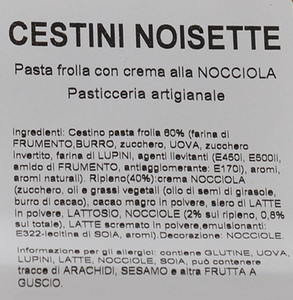 CESTINI NOISETTE
Pasta frolla con crema alla NOCCIOLA
Pasticceria artigianale
Ingredienti: Cestino pasta frolla 60% (farina di
FRUMENTO,BURRO, zucchero, UOVA, zucchero
invertito, farina di LUPINI, agenti lievitanti (E450i, E500ii,
amido di FRUMENTO, antiagglomerante: E170i), aromi,
aromi naturali). Ripieno(40%):crema NOCCIOLA
(zucchero, oli e grassi vegetali (olio di semi di girasole,
burro di cacao), cacao magro in polvere, siero di LATTE
in polvere, LATTOSIO, NOCCIOLE (2% sul ripieno, 0,8%
sul totale), LATTE scremato in polvere,emulsionanti:
E322-lecitina di SOIA, aromi).Decorazione: NOCCIOLE.
Informazione per gli allergici: contiene GLUTINE, UOVA,
LUPINI, LATTE, NOCCIOLE, SOIA, può contenere
tracce di ARACHIDI, SESAMO e altra FRUTTA A
GUSCIO.